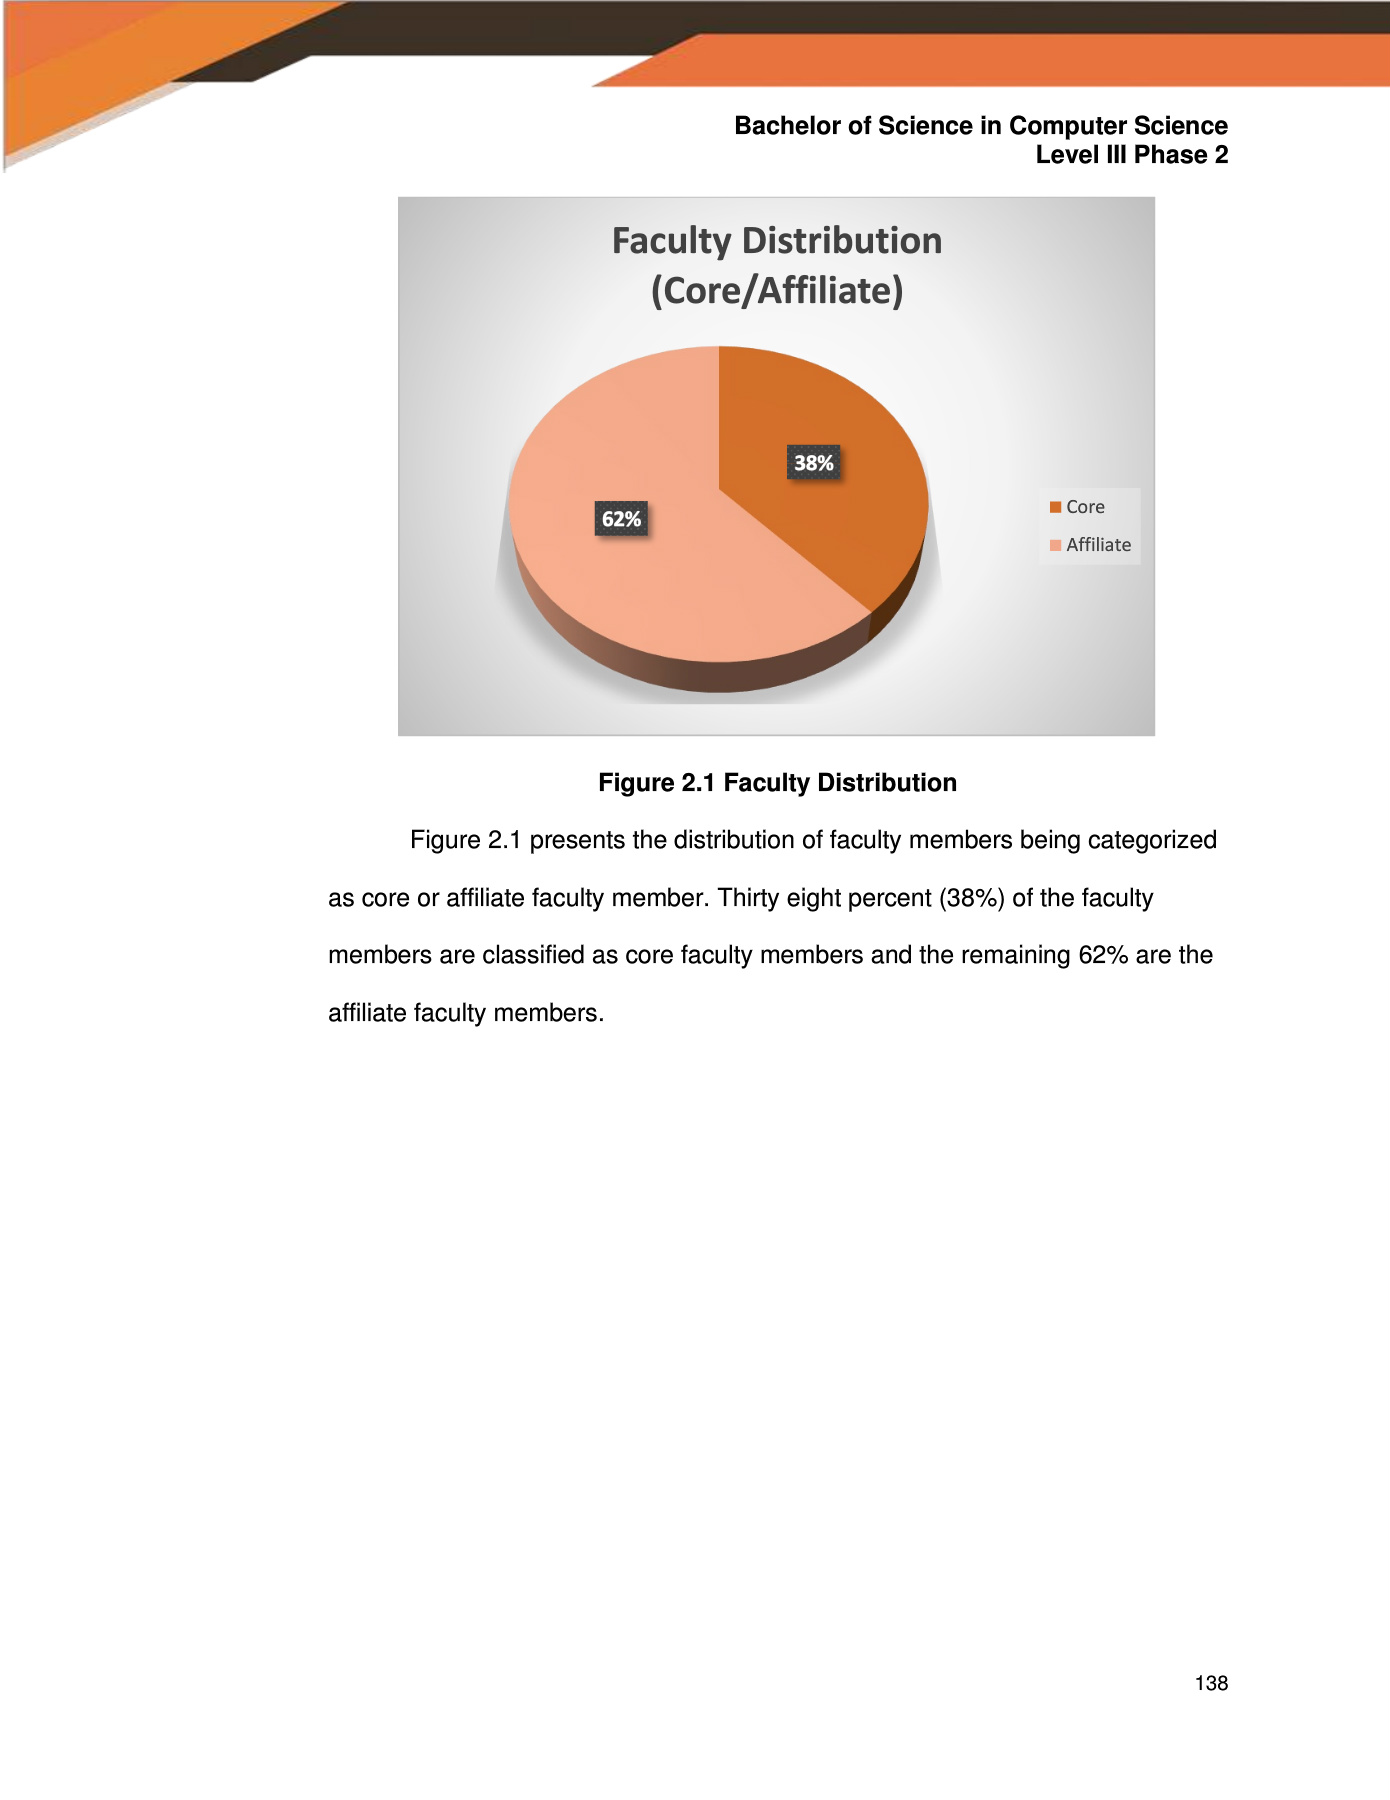 Bachelor of Science in Computer Science
Level III Phase 2
Faculty Distribution
(Core/Affiliate)
38%
62%
Core
Affiliate
Figure 2.1 Faculty Distribution
Figure 2.1 presents the distribution of faculty members being categorized
as core or affiliate faculty member. Thirty eight percent (38%) of the faculty
members are classified as core faculty members and the remaining 62% are the
affiliate faculty members.
138